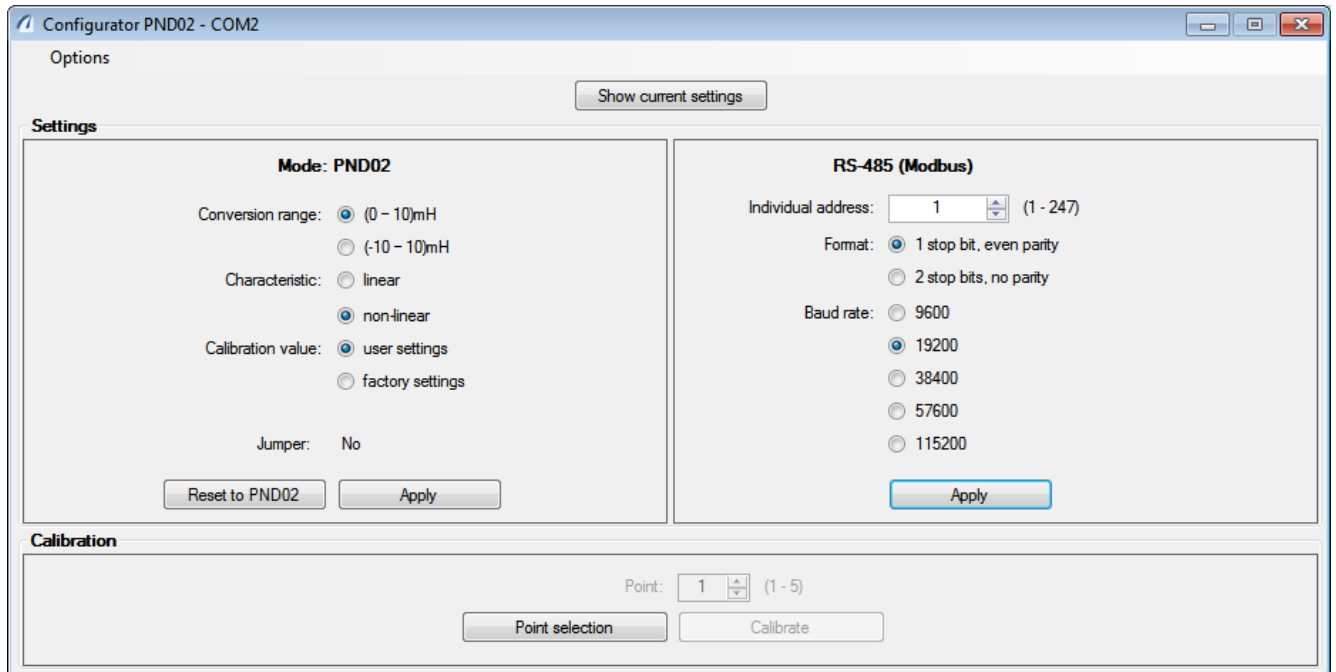 Configurator PND02 - COM2
Options
Show current settings
Settings
Mode: PND02
Conversion range: (0 – 10)mH
(-10 – 10)mH
Characteristic: linear
non-linear
Calibration value: user settings
factory settings
Jumper: No
Reset to PND02 Apply
RS-485 (Modbus)
Individual address: 1 (1 - 247)
Format: 1 stop bit, even parity
2 stop bits, no parity
Baud rate: 9600
19200
38400
57600
115200
Apply
Calibration
Point: 1 (1 - 5)
Point selection Calibrate